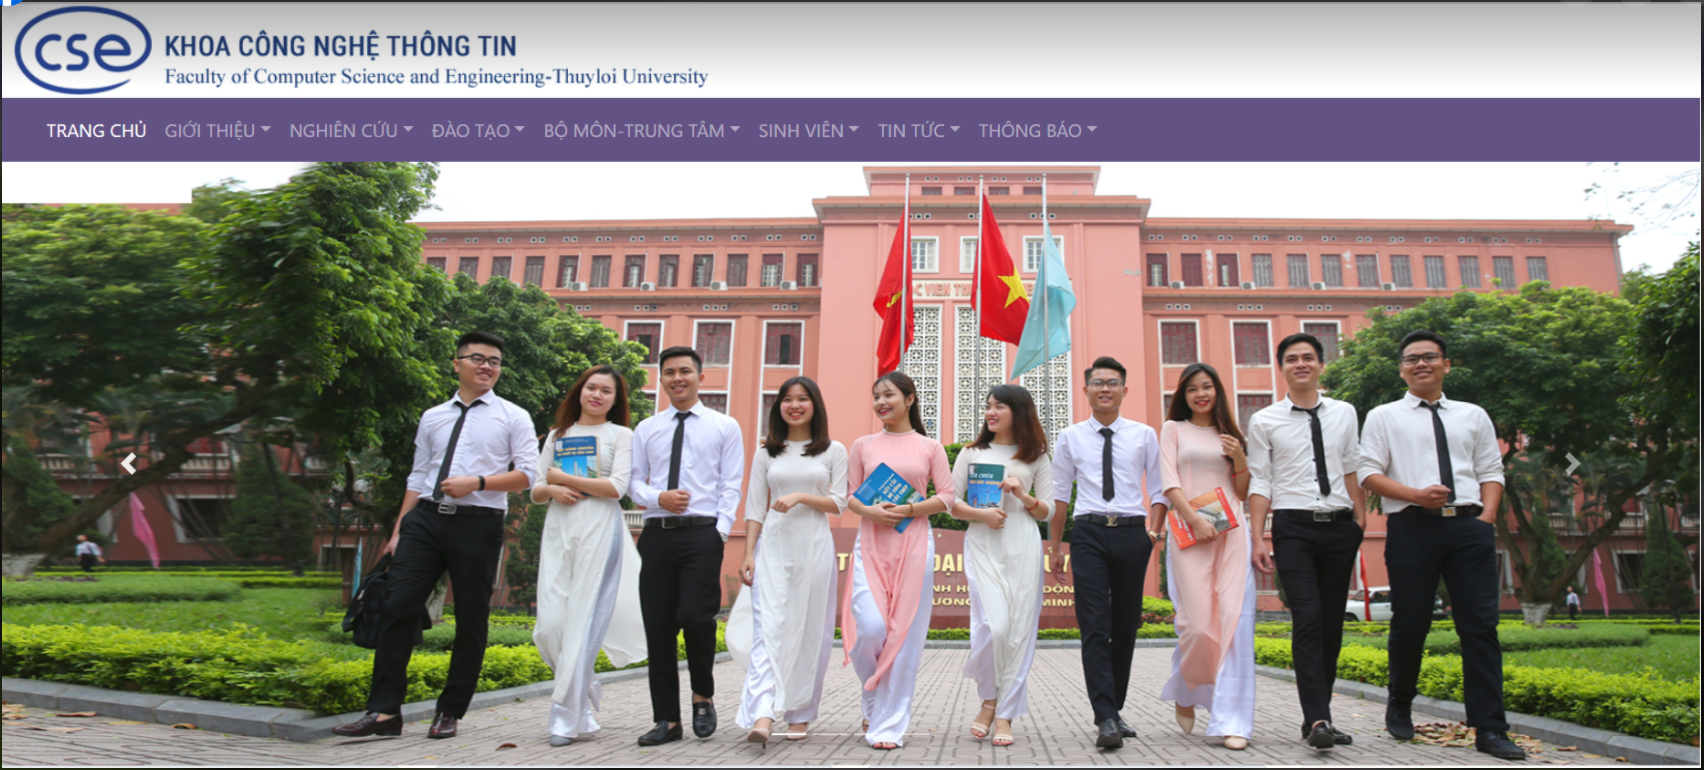 cse
KHOA CÔNG NGHỆ THÔNG TIN
Faculty of Computer Science and Engineering-Thuyloi University
TRANG CHỦ GIỚI THIỆU NGHIÊN CỨU ĐÀO TẠO BỘ MÔN-TRUNG TÂM SINH VIÊN TIN TỨC THÔNG BÁO